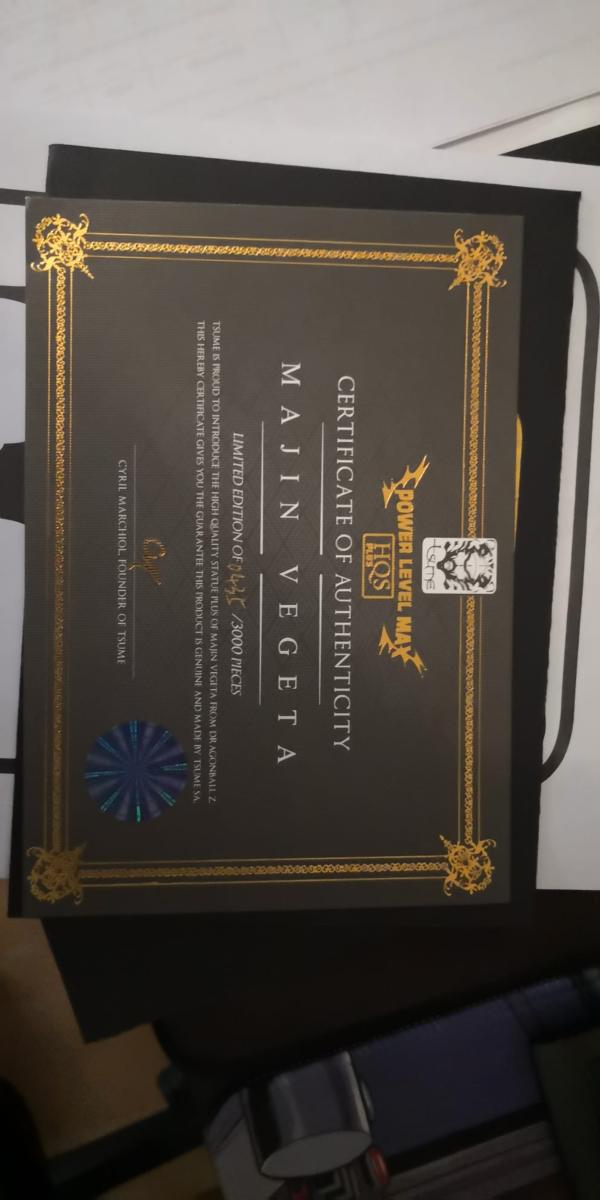 tsume
POWER LEVEL MAX
HQS
PLUS
CERTIFICATE OF AUTHENTICITY
MAJIN VEGETA
LIMITED EDITION OF /3000 PIECES
TSUME IS PROUD TO INTRODUCE THE HIGH QUALITY STATUE PLUS OF MAJIN VEGETA FROM DRAGONBALL Z.
THIS HEREBY CERTIFICATE GIVES YOU THE GUARANTEE THIS PRODUCT IS GENUINE AND MADE BY TSUME SA.
CYRIL MARCHIOL, FOUNDER OF TSUME